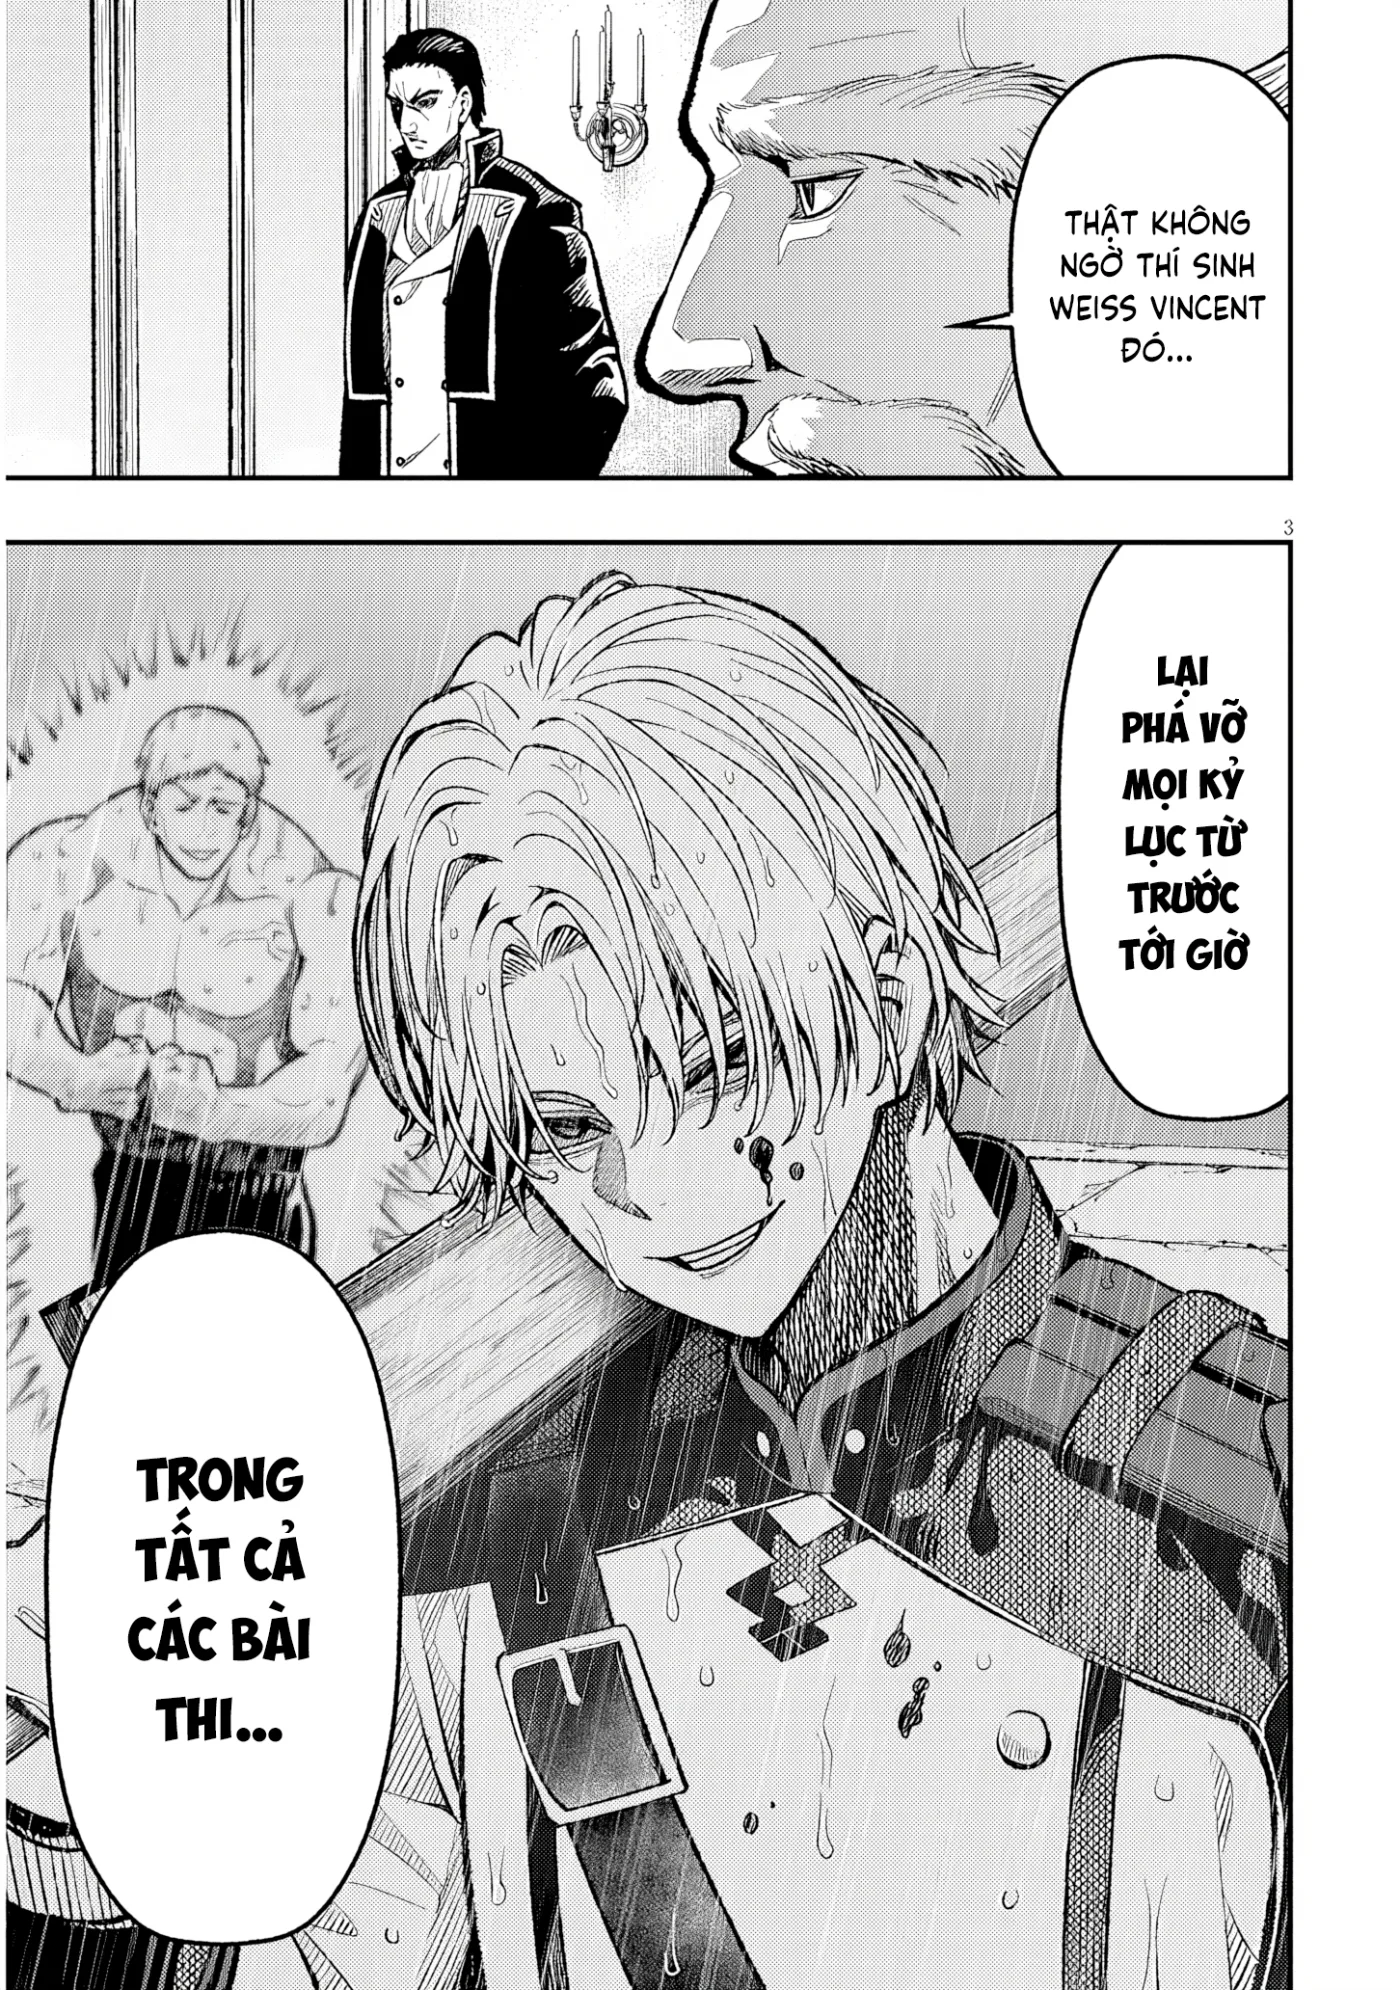 THẬT KHÔNG
NGỜ THÍ SINH
WEISS VINCENT
ĐÓ...
3
LẠI
PHÁ VỠ
MỌI KỶ
LỤC TỪ
TRƯỚC
TỚI GIỜ
TRONG
TẤT CẢ
CÁC BÀI
THI...